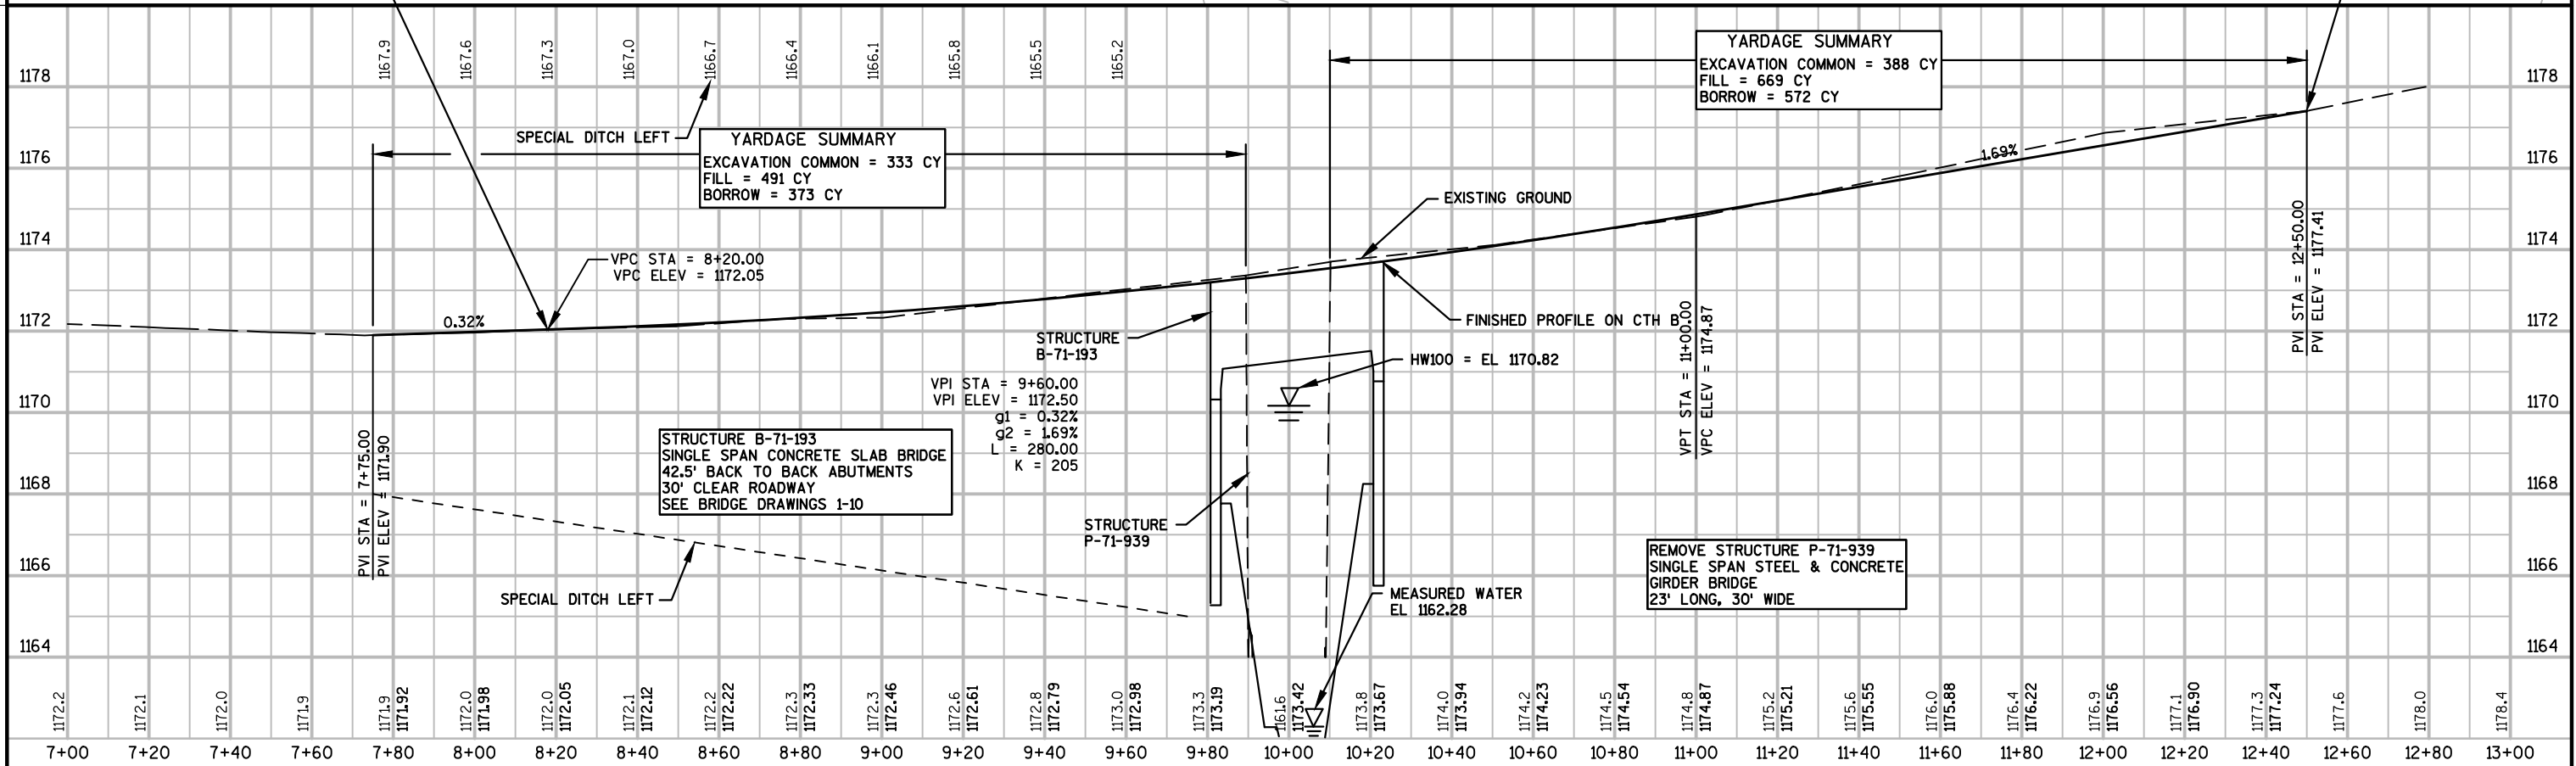 1167.9 1167.6 1167.3 1167.0 1166.7 1166.4 1166.1 1165.8 1165.5 1165.2
YARDAGE SUMMARY
EXCAVATION COMMON = 388 CY
FILL = 669 CY
BORROW = 572 CY
1178 1178
SPECIAL DITCH LEFT
YARDAGE SUMMARY
EXCAVATION COMMON = 333 CY
FILL = 491 CY
BORROW = 373 CY
1176 1176
1.69%
EXISTING GROUND
1174 1174
VPC STA = 8+20.00
VPC ELEV = 1172.05
PVI STA = 12+50.00
PVI ELEV = 1177.41
1172 1172
0.32%
FINISHED PROFILE ON CTH B
STRUCTURE
B-71-193
HW100 = EL 1170.82
VPT STA = 11+00.00
VPC ELEV = 1174.87
VPI STA = 9+60.00
VPI ELEV = 1172.50
g1 = 0.32%
g2 = 1.69%
L = 280.00
K = 205
1170 1170
PVI STA = 7+75.00
PVI ELEV = 1171.90
STRUCTURE B-71-193
SINGLE SPAN CONCRETE SLAB BRIDGE
42.5' BACK TO BACK ABUTMENTS
30' CLEAR ROADWAY
SEE BRIDGE DRAWINGS 1-10
1168 1168
STRUCTURE
P-71-939
REMOVE STRUCTURE P-71-939
SINGLE SPAN STEEL & CONCRETE
GIRDER BRIDGE
23' LONG, 30' WIDE
1166 1166
SPECIAL DITCH LEFT
MEASURED WATER
EL 1162.28
1164 1164
1172.2 1172.1 1172.0 1171.9 1171.9 1172.0 1172.0 1172.1 1172.2 1172.3 1172.3 1172.6 1172.8 1173.0 1173.3 1161.6 1173.8 1174.0 1174.2 1174.5 1174.8 1175.2 1175.6 1176.0 1176.4 1176.9 1177.1 1177.3 1177.6 1178.0 1178.4
1171.92 1171.98 1172.05 1172.12 1172.22 1172.33 1172.46 1172.61 1172.79 1172.98 1173.19 1173.42 1173.67 1173.94 1174.23 1174.54 1174.87 1175.21 1175.55 1175.88 1176.22 1176.56 1176.90 1177.24
7+00 7+20 7+40 7+60 7+80 8+00 8+20 8+40 8+60 8+80 9+00 9+20 9+40 9+60 9+80 10+00 10+20 10+40 10+60 10+80 11+00 11+20 11+40 11+60 11+80 12+00 12+20 12+40 12+60 12+80 13+00